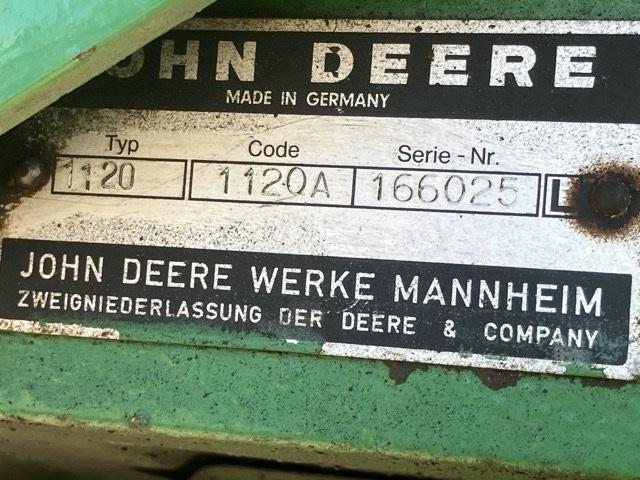 JOHN DEERE
MADE IN GERMANY
Typ Code Serie - Nr.
1120 1120A 166025 L
JOHN DEERE WERKE MANNHEIM
ZWEIGNIEDERLASSUNG DER DEERE & COMPANY